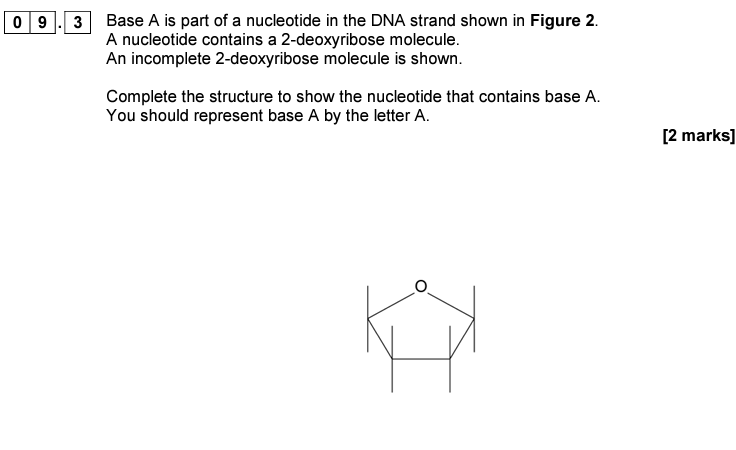 0 9 . 3 Base A is part of a nucleotide in the DNA strand shown in Figure 2.
A nucleotide contains a 2-deoxyribose molecule.
An incomplete 2-deoxyribose molecule is shown.
Complete the structure to show the nucleotide that contains base A.
You should represent base A by the letter A.
[2 marks]
O